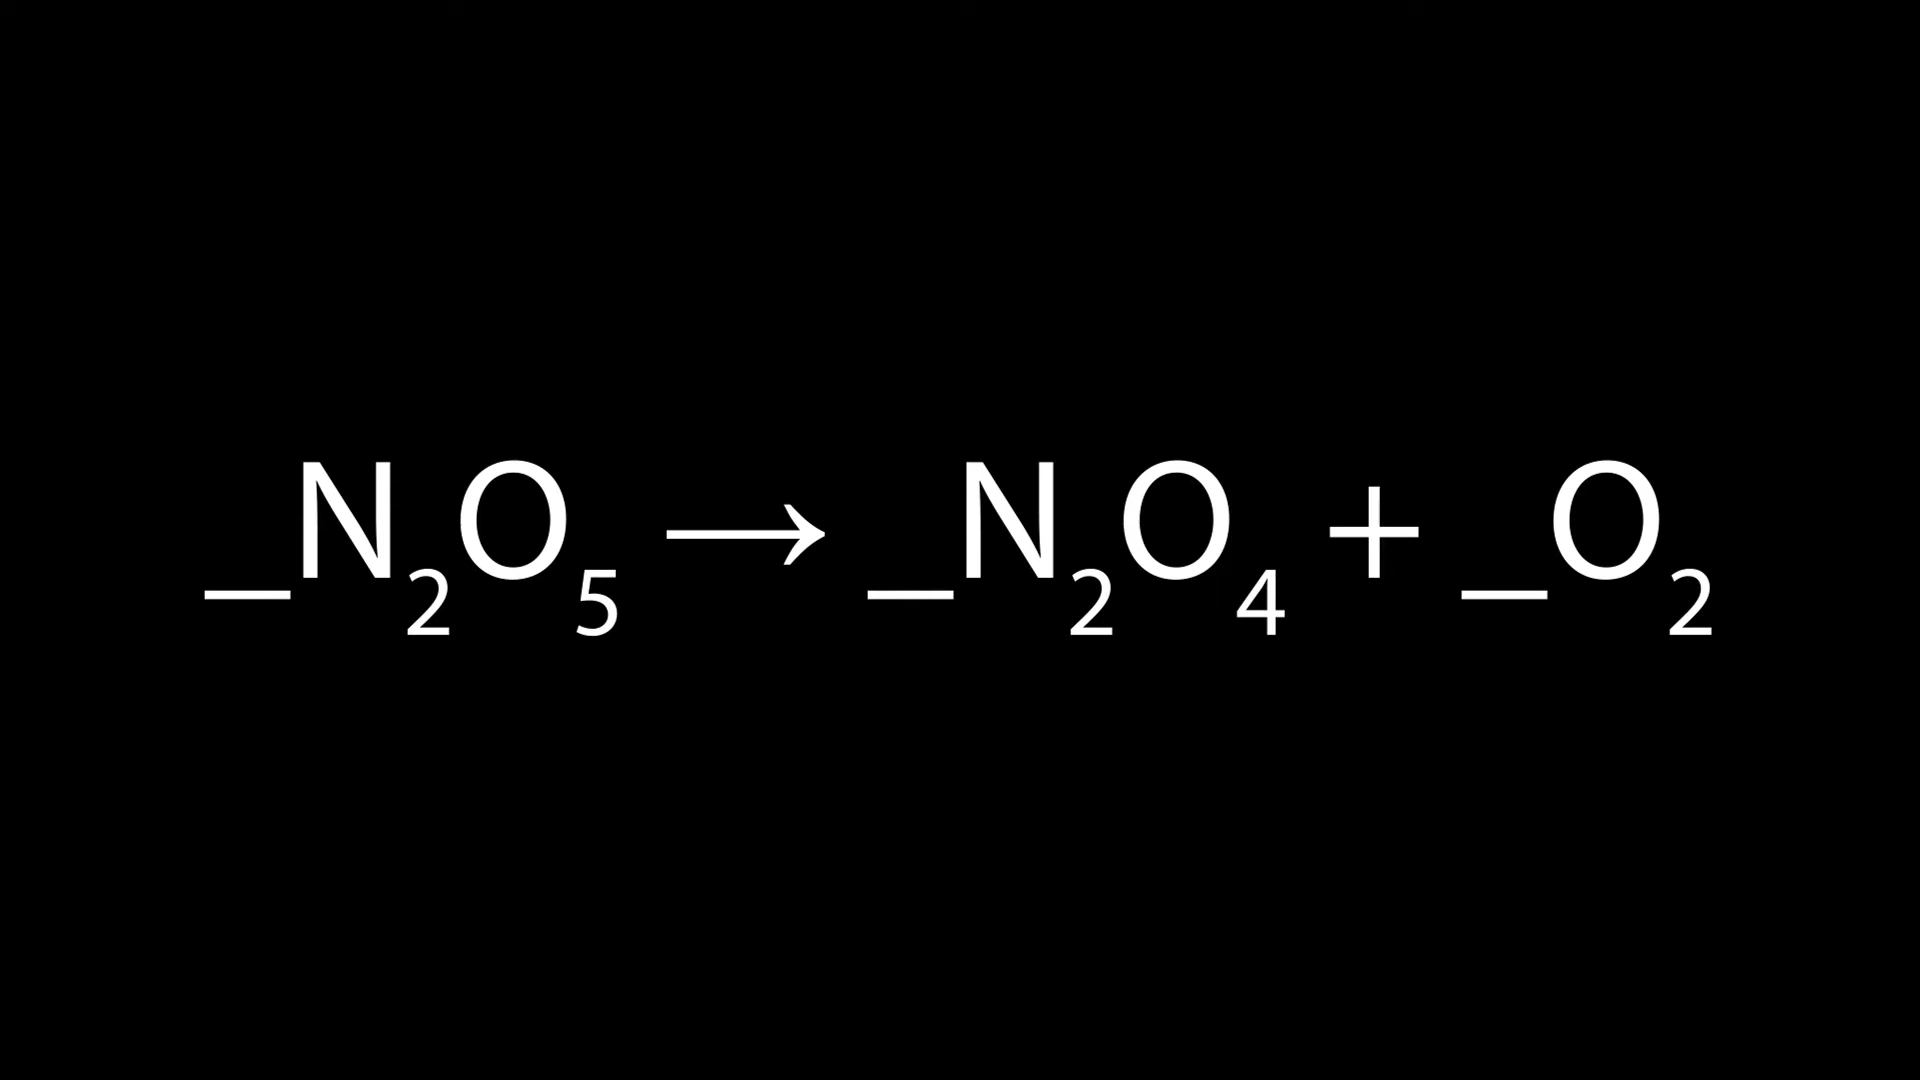 _N₂O₅ → _N₂O₄ + _O₂